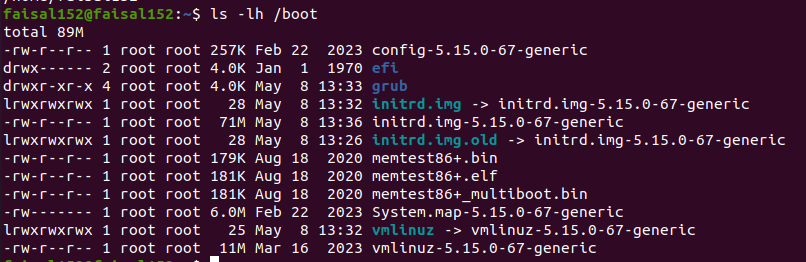 faisal152@faisal152:~$ ls -lh /boot
total 89M
-rw-r--r-- 1 root root 257K Feb 22  2023 config-5.15.0-67-generic
drwx------ 2 root root 4.0K Jan  1  1970 efi
drwxr-xr-x 4 root root 4.0K May  8 13:33 grub
lrwxrwxrwx 1 root root   28 May  8 13:32 initrd.img -> initrd.img-5.15.0-67-generic
-rw-r--r-- 1 root root  71M May  8 13:36 initrd.img-5.15.0-67-generic
lrwxrwxrwx 1 root root   28 May  8 13:26 initrd.img.old -> initrd.img-5.15.0-67-generic
-rw-r--r-- 1 root root 179K Aug 18  2020 memtest86+.bin
-rw-r--r-- 1 root root 181K Aug 18  2020 memtest86+.elf
-rw-r--r-- 1 root root 181K Aug 18  2020 memtest86+_multiboot.bin
-rw------- 1 root root 6.0M Feb 22  2023 System.map-5.15.0-67-generic
lrwxrwxrwx 1 root root   25 May  8 13:32 vmlinuz -> vmlinuz-5.15.0-67-generic
-rw-r--r-- 1 root root  11M Mar 16  2023 vmlinuz-5.15.0-67-generic